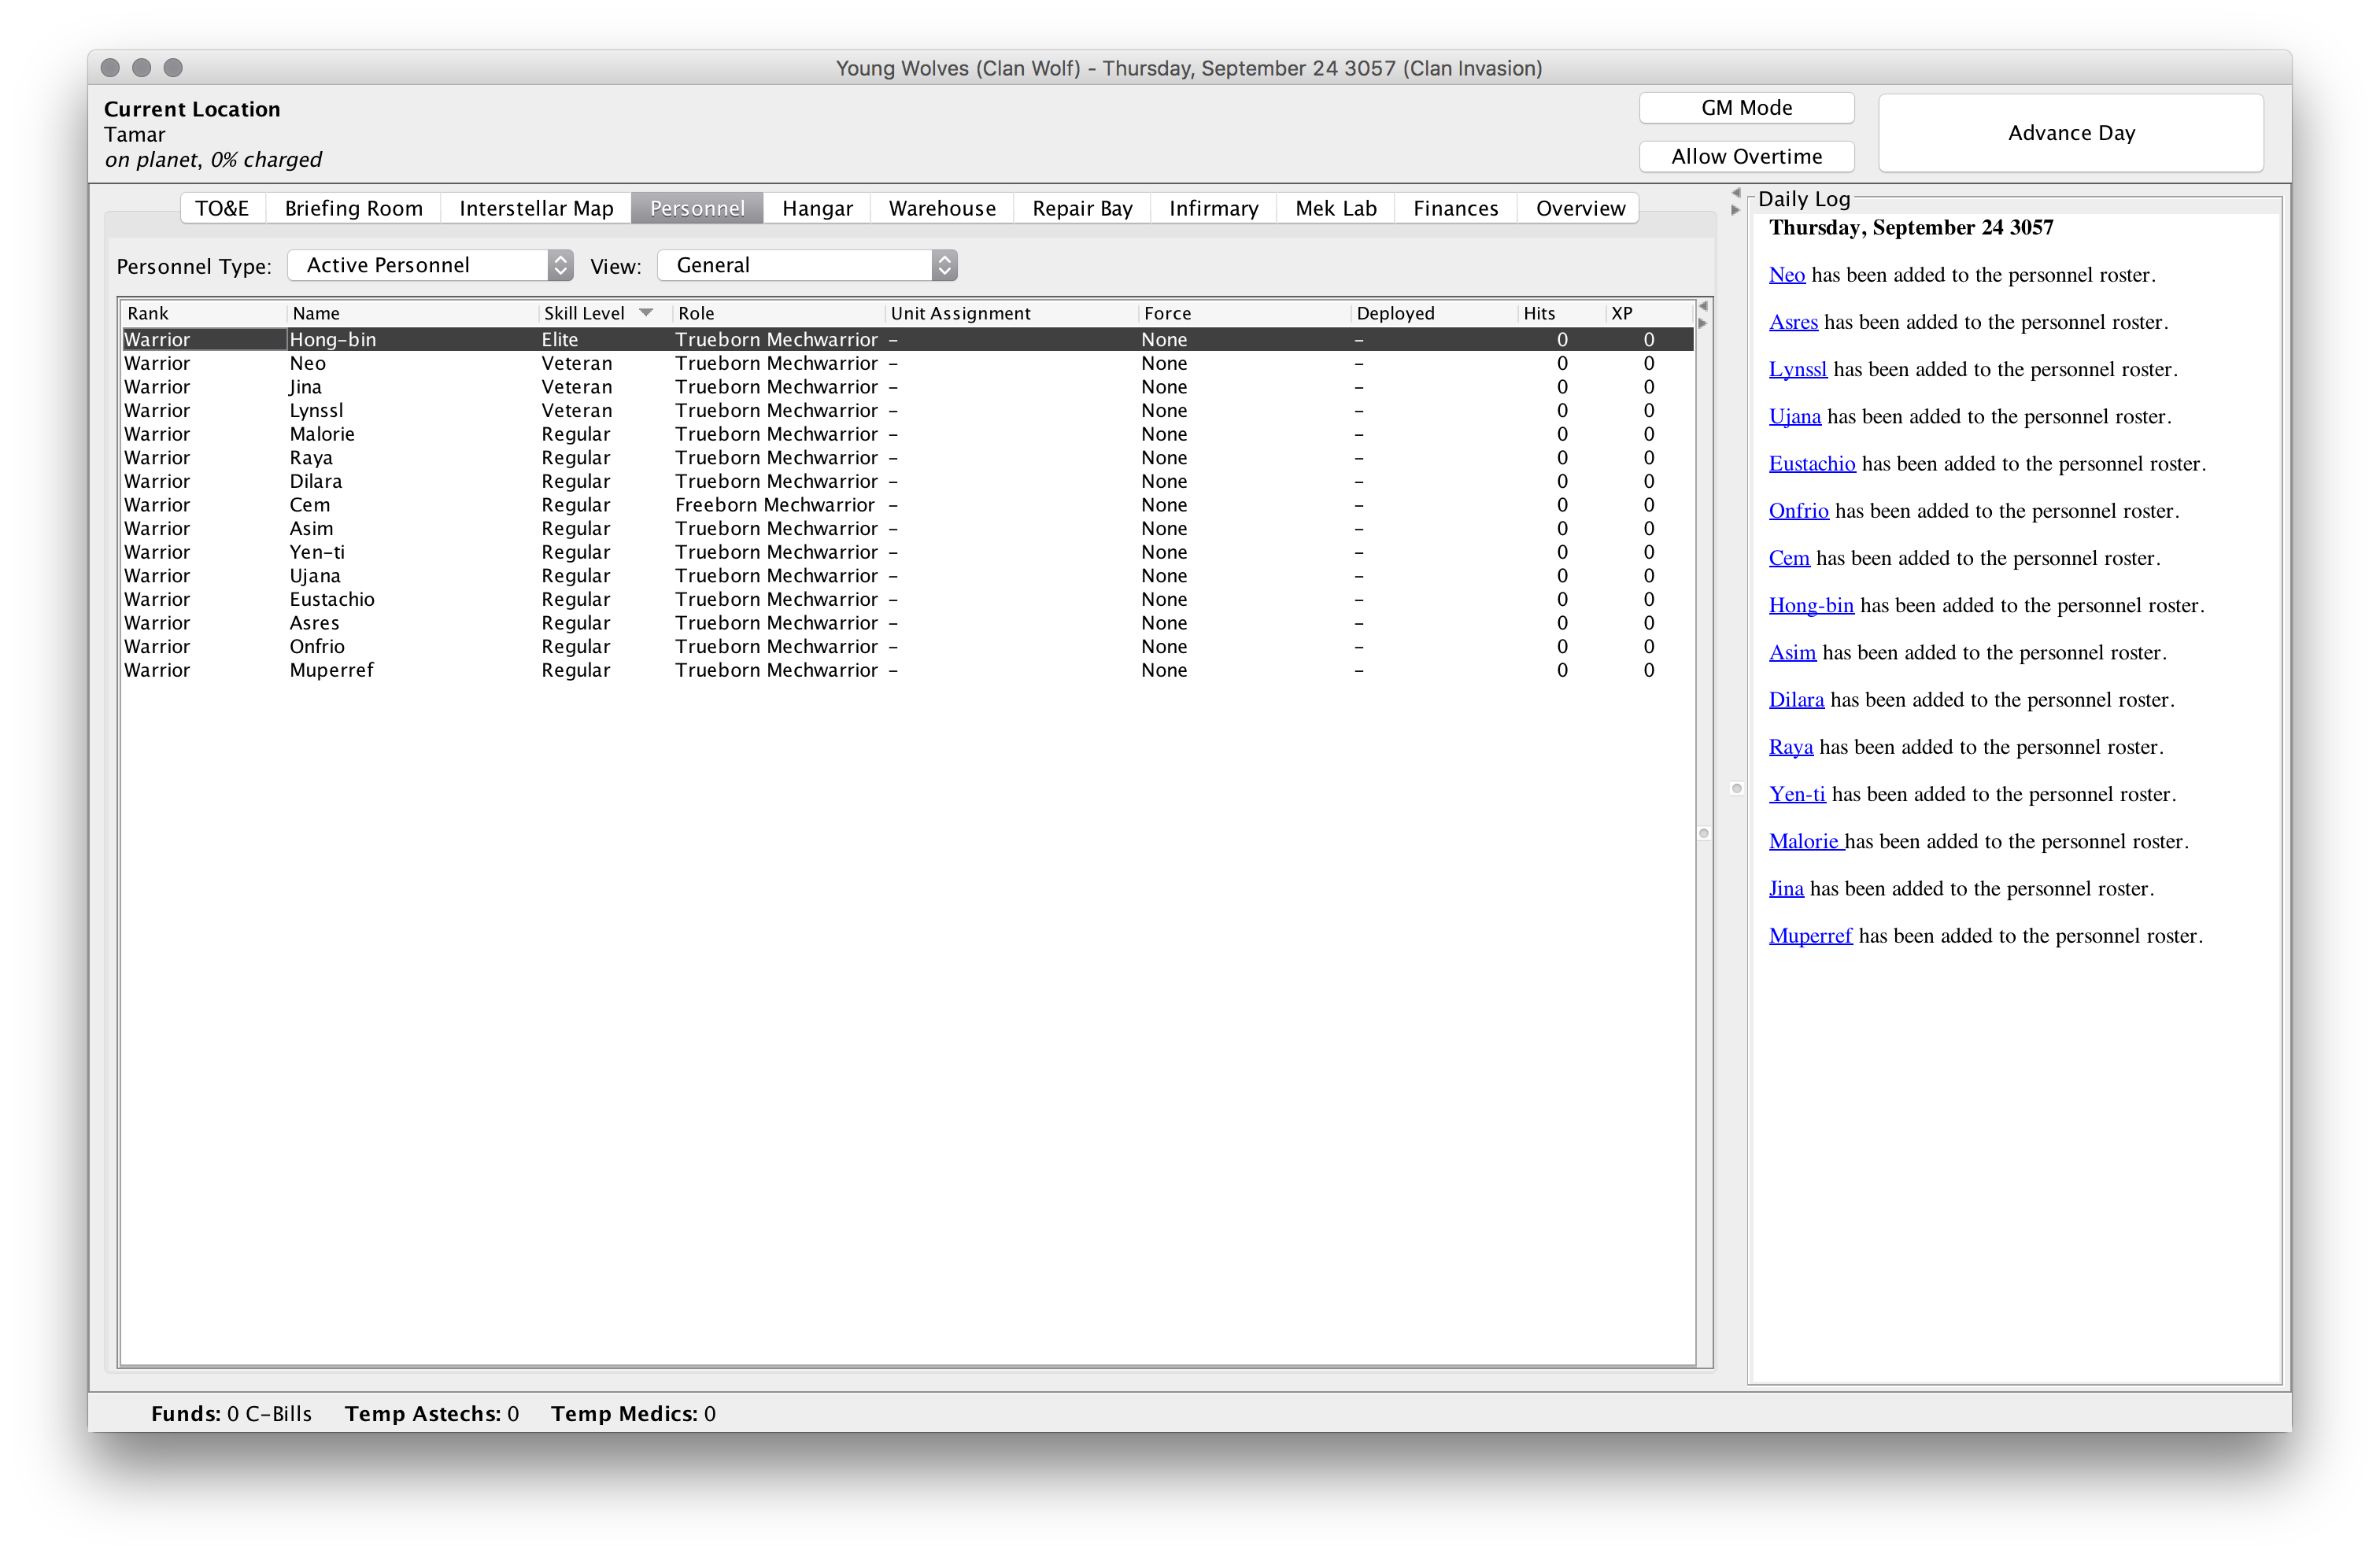 Young Wolves (Clan Wolf) - Thursday, September 24 3057 (Clan Invasion)
Current Location
Tamar
on planet, 0% charged
GM Mode
Allow Overtime
Advance Day
TO&E Briefing Room Interstellar Map Personnel Hangar Warehouse Repair Bay Infirmary Mek Lab Finances Overview
Personnel Type: Active Personnel View: General
Rank Name Skill Level Role Unit Assignment Force Deployed Hits XP
Warrior Hong-bin Elite Trueborn Mechwarrior - None - 0 0
Warrior Neo Veteran Trueborn Mechwarrior - None - 0 0
Warrior Jina Veteran Trueborn Mechwarrior - None - 0 0
Warrior Lynssl Veteran Trueborn Mechwarrior - None - 0 0
Warrior Malorie Regular Trueborn Mechwarrior - None - 0 0
Warrior Raya Regular Trueborn Mechwarrior - None - 0 0
Warrior Dilara Regular Trueborn Mechwarrior - None - 0 0
Warrior Cem Regular Freeborn Mechwarrior - None - 0 0
Warrior Asim Regular Trueborn Mechwarrior - None - 0 0
Warrior Yen-ti Regular Trueborn Mechwarrior - None - 0 0
Warrior Ujana Regular Trueborn Mechwarrior - None - 0 0
Warrior Eustachio Regular Trueborn Mechwarrior - None - 0 0
Warrior Asres Regular Trueborn Mechwarrior - None - 0 0
Warrior Onfrio Regular Trueborn Mechwarrior - None - 0 0
Warrior Muperref Regular Trueborn Mechwarrior - None - 0 0
Daily Log
Thursday, September 24 3057
Neo has been added to the personnel roster.
Asres has been added to the personnel roster.
Lynssl has been added to the personnel roster.
Ujana has been added to the personnel roster.
Eustachio has been added to the personnel roster.
Onfrio has been added to the personnel roster.
Cem has been added to the personnel roster.
Hong-bin has been added to the personnel roster.
Asim has been added to the personnel roster.
Dilara has been added to the personnel roster.
Raya has been added to the personnel roster.
Yen-ti has been added to the personnel roster.
Malorie has been added to the personnel roster.
Jina has been added to the personnel roster.
Muperref has been added to the personnel roster.
Funds: 0 C-Bills Temp Astechs: 0 Temp Medics: 0